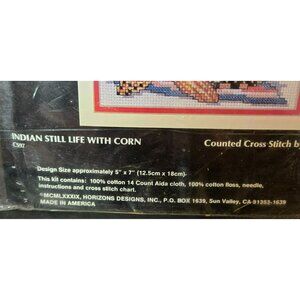 INDIAN STILL LIFE WITH CORN
Counted Cross Stitch b
Design Size approximately 5" x 7" (12.5cm x 18cm).
This kit contains: 100% cotton 14 Count Aida cloth, 100% cotton floss, needle,
instructions and cross stitch chart.
©MCMLXXXIX, HORIZONS DESIGNS, INC., P.O. BOX 1639, Sun Valley, CA 91353-1639
MADE IN AMERICA